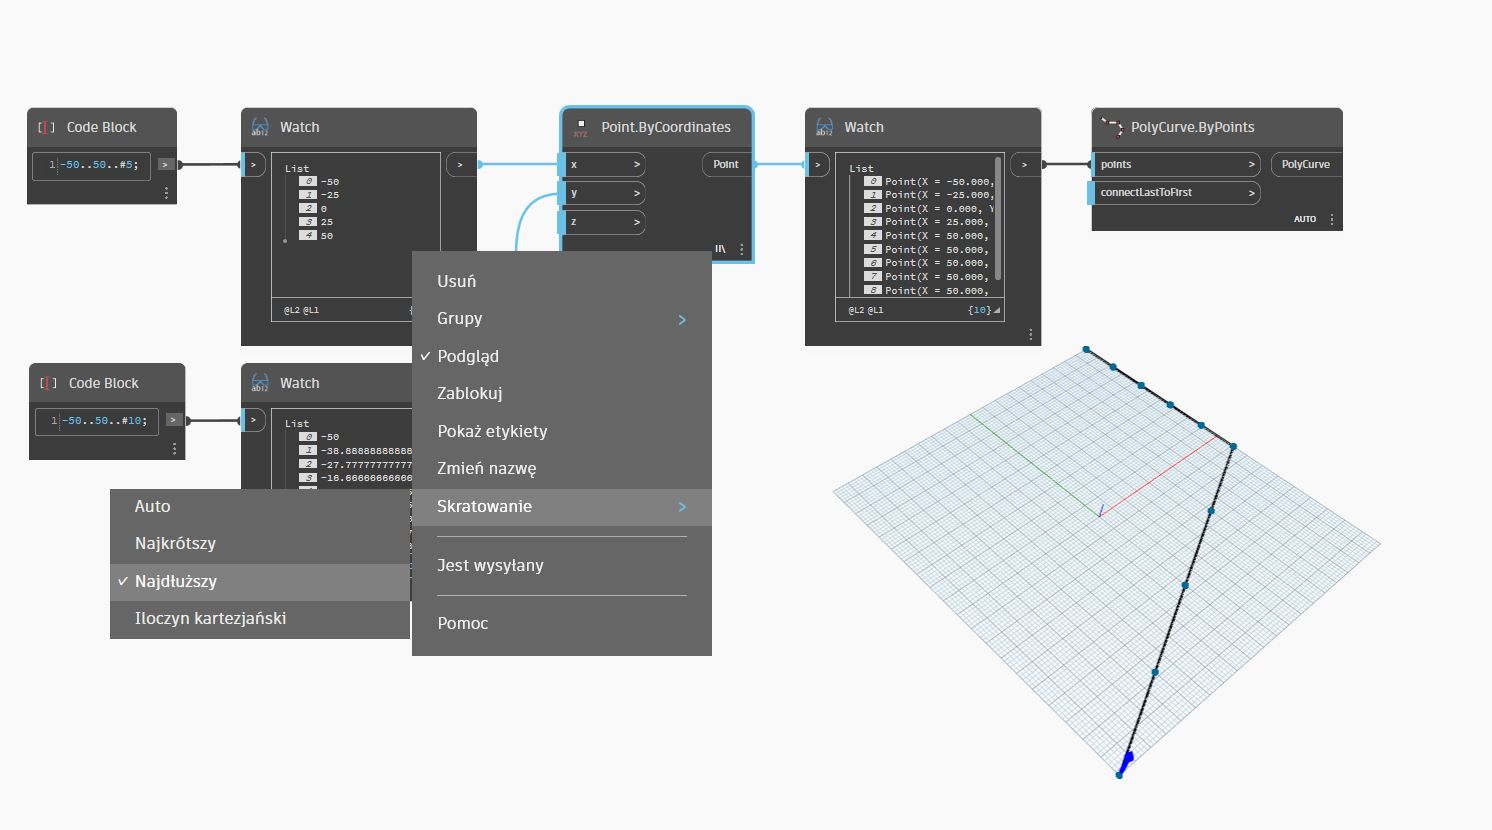 Code Block
1 -50..50..#5;
>
Watch
>
>
List
0 -50
1 -25
2 0
3 25
4 50
@L2 @L1
Point.ByCoordinates
XYZ
x >
y >
z >
Point
Watch
>
>
List
0 Point(X = -50.000,
1 Point(X = -25.000,
2 Point(X = 0.000, Y
3 Point(X = 25.000,
4 Point(X = 50.000,
5 Point(X = 50.000,
6 Point(X = 50.000,
7 Point(X = 50.000,
8 Point(X = 50.000,
@L2 @L1 {10}
PolyCurve.ByPoints
points >
connectLastToFirst >
PolyCurve
AUTO
Code Block
1 -50..50..#10;
>
Watch
>
List
0 -50
1 -38.88888888888
2 -27.77777777777
3 -16.66666666666
Usuń
Grupy >
Podgląd
Zablokuj
Pokaż etykiety
Zmień nazwę
Skratowanie >
Jest wysyłany
Pomoc
Auto
Najkrótszy
Najdłuższy
Iloczyn kartezjański